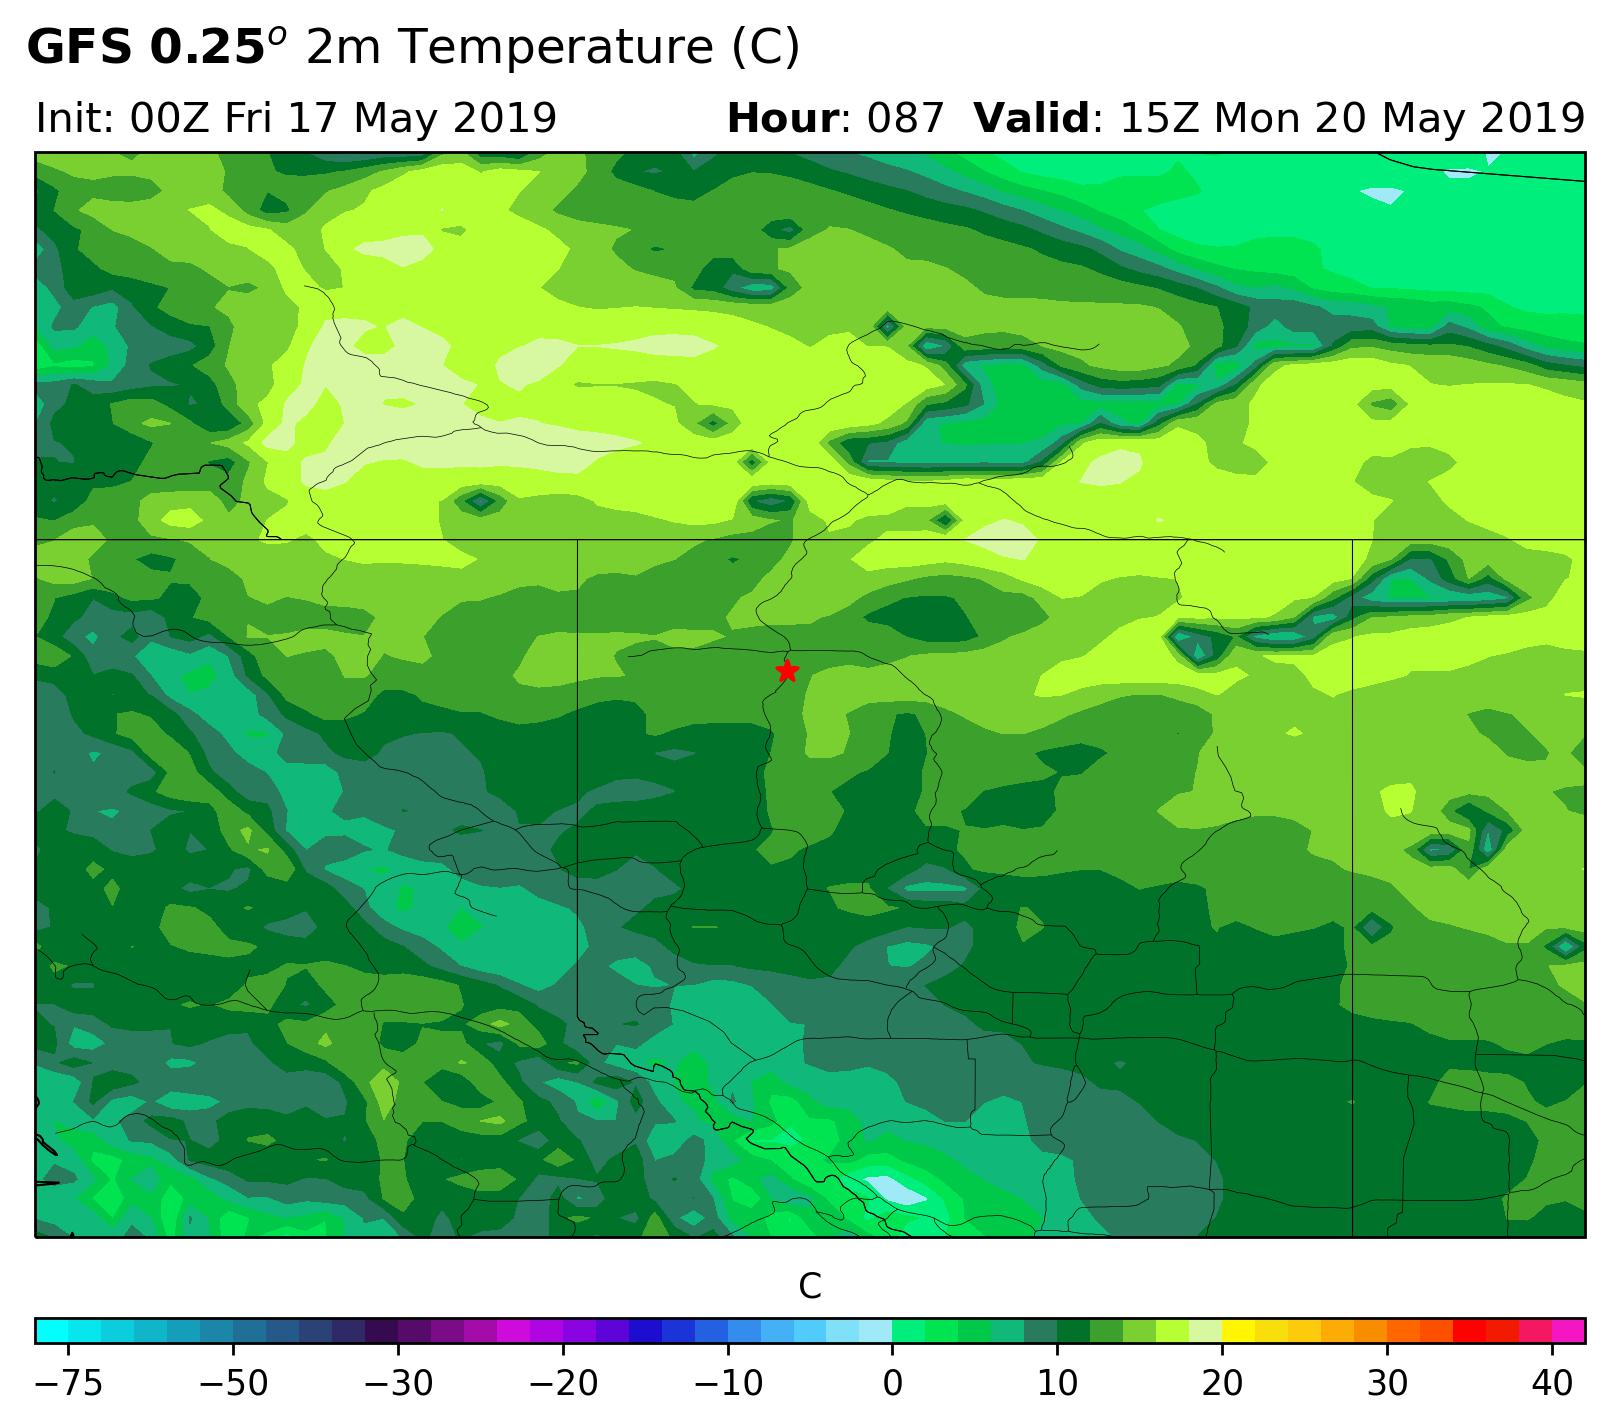 GFS 0.25° 2m Temperature (C)
Init: 00Z Fri 17 May 2019 Hour: 087 Valid: 15Z Mon 20 May 2019
C
−75 −50 −30 −20 −10 0 10 20 30 40